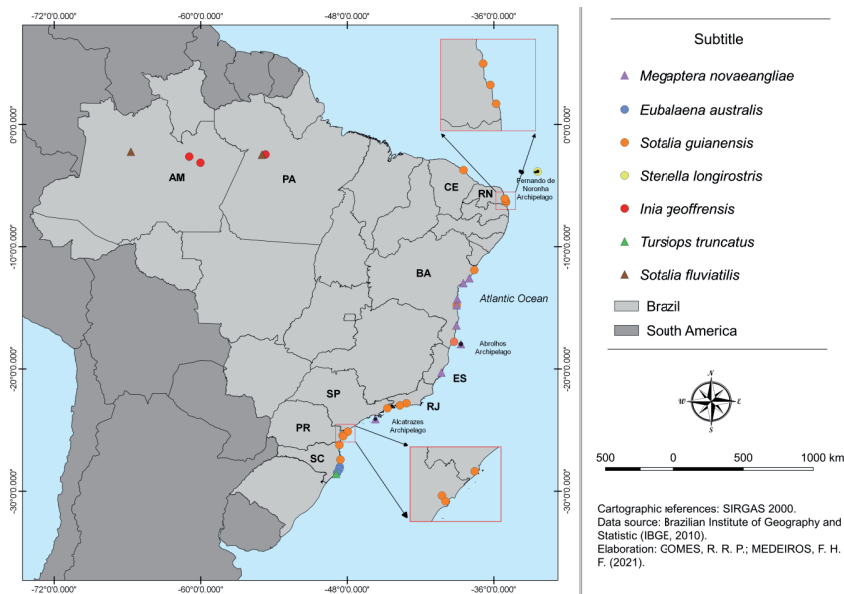 -72°0'0.000"
-60°0'0.000"
-48°0'0.000"
-36°0'0.000"
0°0'0.000"
0°0'0.000"
AM
PA
CE
RN
Fernando de
Noronha
Archipelago
-10°0'0.000"
-10°0'0.000"
BA
Atlantic Ocean
Abrolhos
Archipelago
-20°0'0.000"
-20°0'0.000"
ES
SP
RJ
Alcatrazes
Archipelago
PR
SC
-30°0'0.000"
-30°0'0.000"
-72°0'0.000"
-60°0'0.000"
-48°0'0.000"
-36°0'0.000"
Subtitle
Megaptera novaeangliae
Eubalaena australis
Sotalia guianensis
Stenella longirostris
Inia geoffrensis
Tursiops truncatus
Sotalia fluviatilis
Brazil
South America
N
W
E
S
500 0 500 1000 km
Cartographic references: SIRGAS 2000.
Data source: Brazilian Institute of Geography and
Statistic (IBGE, 2010).
Elaboration: GOMES, R. R. P.; MEDEIROS, F. H.
F. (2021).